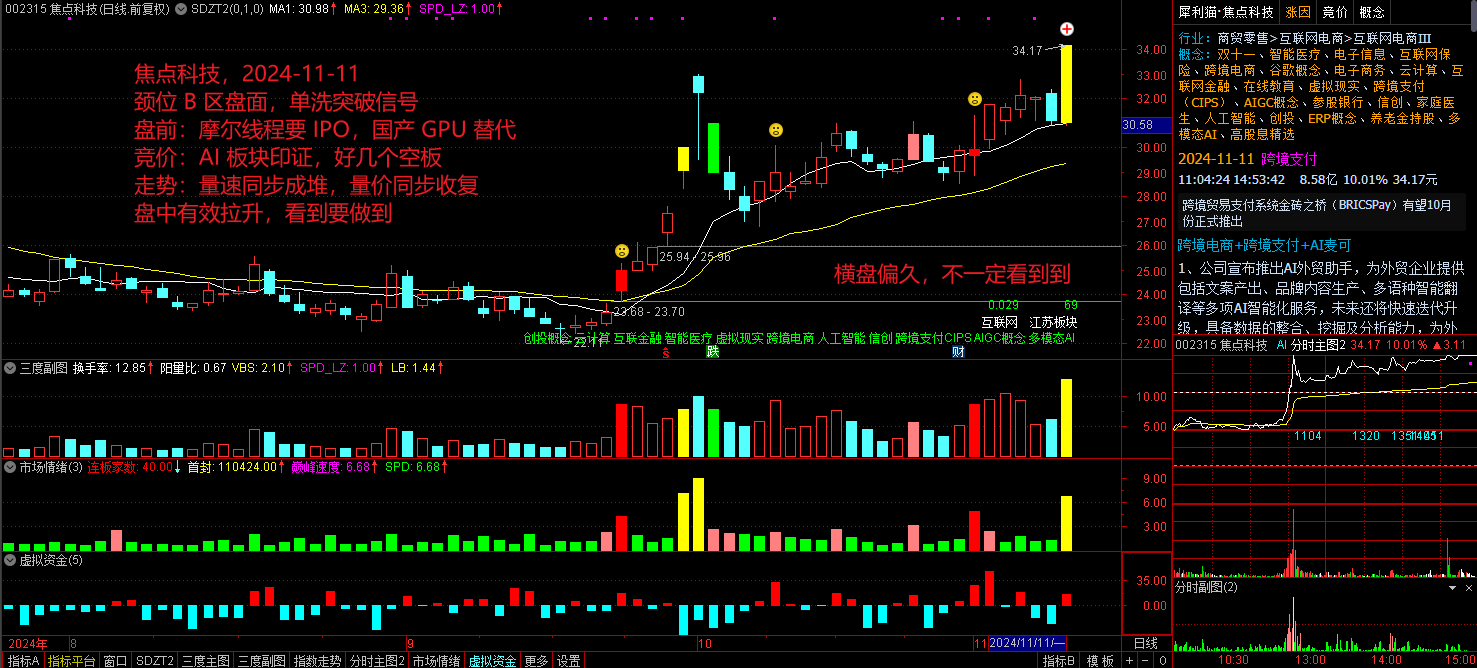 002315 焦点科技(日线.前复权) SDZT2(0,1,0) MA1: 30.98↑ MA3: 29.36↑ SPD_LZ: 1.00↑
焦点科技，2024-11-11
颈位 B 区盘面，单洗突破信号
盘前：摩尔线程要 IPO，国产 GPU 替代
竞价：AI 板块印证，好几个空板
走势：量速同步成堆，量价同步收复
盘中有效拉升，看到要做到
34.17
25.94 - 25.96
横盘偏久，不一定看到到
23.68 - 23.70
0.029 69
互联网 江苏板块
创投概念 云计算 互联金融 智能医疗 虚拟现实 跨境电商 人工智能 信创 跨境支付CIPS AIGC概念 多模态AI
跌
财
34.00
33.00
32.00
30.58
30.00
29.00
28.00
27.00
26.00
25.00
24.00
23.00
22.00
三度副图 换手率: 12.85↑ 阳量比: 0.67 VBS: 2.10↑ SPD_LZ: 1.00↑ LB: 1.44↑
10.00
5.00
市场情绪(3) 连板家数: 40.00↓ 首封: 110424.00↑ 巅峰速度: 6.68↑ SPD: 6.68↑
9.00
6.00
3.00
虚拟资金(5)
35.00
0.00
2024年 8 9 10 11 2024/11/11/一 日线
指标A 指标平台 窗口 SDZT2 三度主图 三度副图 指数走势 分时主图2 市场情绪 虚拟资金 更多 设置 指标B 模板 + - 0
犀利猫·焦点科技 涨因 竞价 概念
行业: 商贸零售>互联网电商>互联网电商Ⅲ
概念: 双十一、智能医疗、电子信息、互联网保
险、跨境电商、谷歌概念、电子商务、云计算、互
联网金融、在线教育、虚拟现实、跨境支付
（CIPS）、AIGC概念、参股银行、信创、家庭医
生、人工智能、创投、ERP概念、养老金持股、多
模态AI、高股息精选
2024-11-11 跨境支付
11:04:24 14:53:42 8.58亿 10.01% 34.17元
跨境贸易支付系统金砖之桥（BRICSPay）有望10月
份正式推出
跨境电商+跨境支付+AI麦可
1、公司宣布推出AI外贸助手，为外贸企业提供
包括文案产出、品牌内容生产、多语种智能翻
译等多项AI智能化服务，未来还将快速迭代升
级，具备数据的整合、挖掘及分析能力，为外
002315 焦点科技 AI 分时主图2 34.17 10.01% ▲3.11
1104 1320
分时副图(2)
10:30 13:00 14:00 15:00